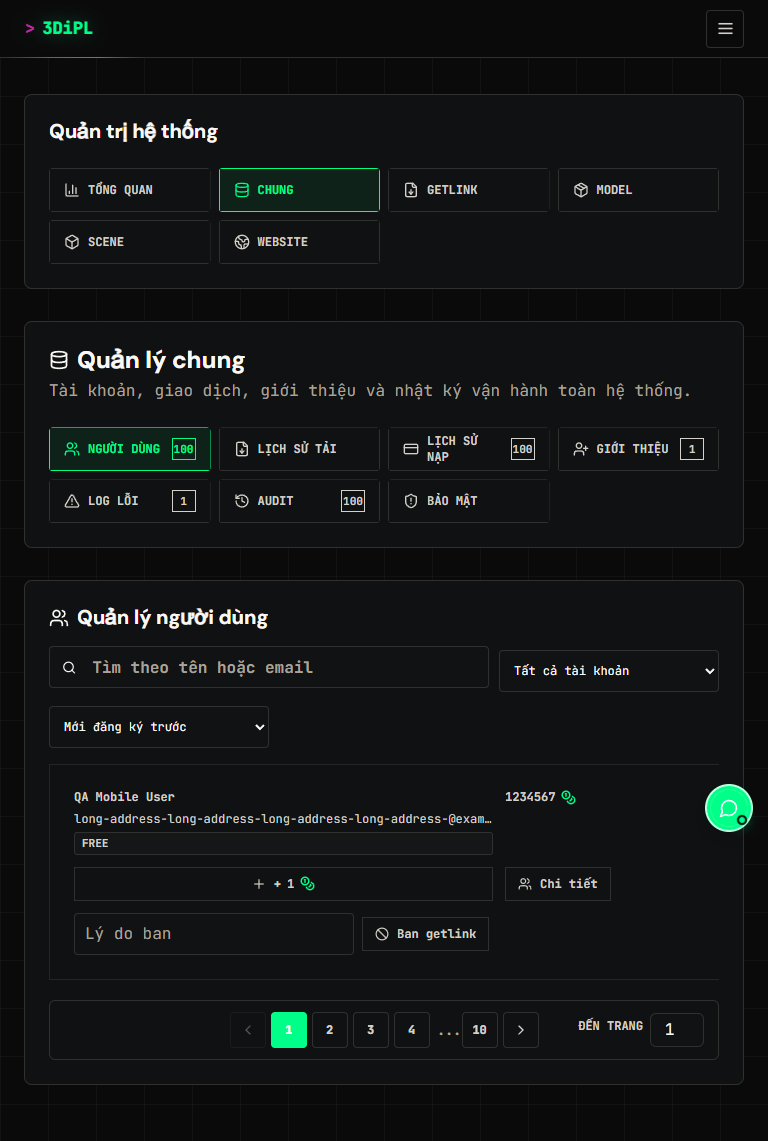 > 3DiPL
Quản trị hệ thống
TỔNG QUAN
CHUNG
GETLINK
MODEL
SCENE
WEBSITE
Quản lý chung
Tài khoản, giao dịch, giới thiệu và nhật ký vận hành toàn hệ thống.
NGƯỜI DÙNG 100
LỊCH SỬ TẢI
LỊCH SỬ
NẠP
100
GIỚI THIỆU 1
LOG LỖI 1
AUDIT 100
BẢO MẬT
Quản lý người dùng
Tìm theo tên hoặc email
Tất cả tài khoản
Mới đăng ký trước
QA Mobile User
1234567
long-address-long-address-long-address-long-address-@exam…
FREE
+ 1
Chi tiết
Lý do ban
Ban getlink
1 2 3 4 ... 10
ĐẾN TRANG 1